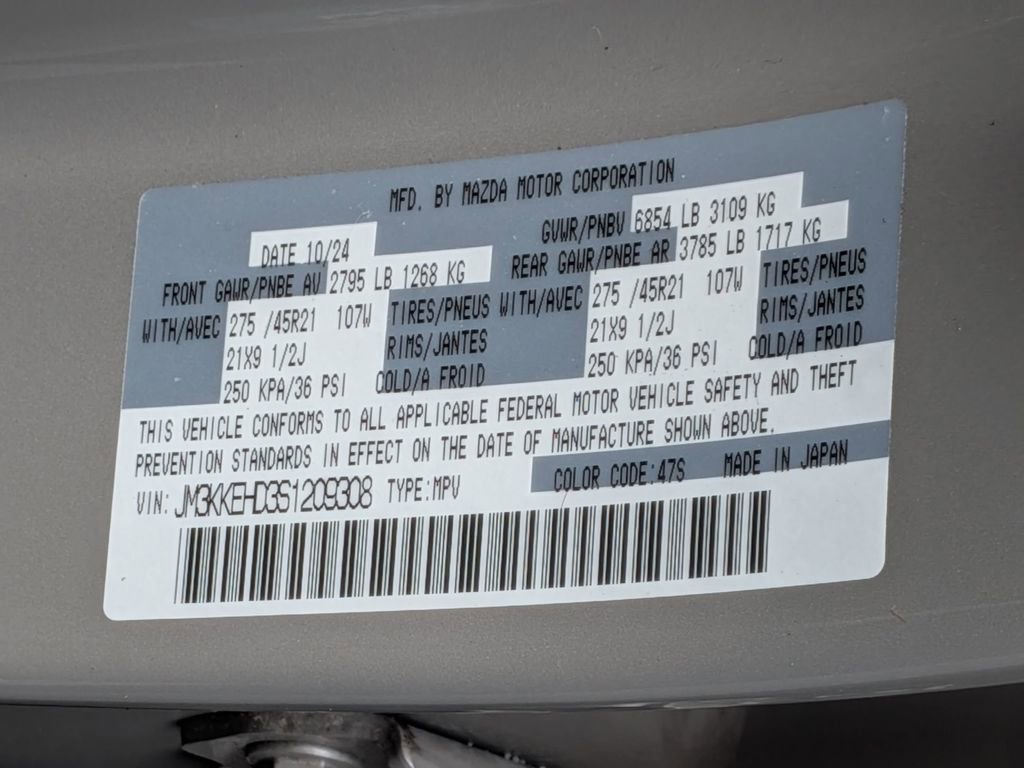 MFD. BY MAZDA MOTOR CORPORATION
DATE 10/24 GVWR/PNBV 6854 LB 3109 KG
FRONT GAWR/PNBE AV 2795 LB 1268 KG REAR GAWR/PNBE AR 3785 LB 1717 KG
WITH/AVEC 275 /45R21 107W TIRES/PNEUS WITH/AVEC 275 /45R21 107W TIRES/PNEUS
21X9 1/2J RIMS/JANTES 21X9 1/2J RIMS/JANTES
250 KPA/36 PSI COLD/A FROID 250 KPA/36 PSI COLD/A FROID
THIS VEHICLE CONFORMS TO ALL APPLICABLE FEDERAL MOTOR VEHICLE SAFETY AND THEFT
PREVENTION STANDARDS IN EFFECT ON THE DATE OF MANUFACTURE SHOWN ABOVE.
VIN: JM3KKEHD3S1209308 TYPE:MPV COLOR CODE:47S MADE IN JAPAN